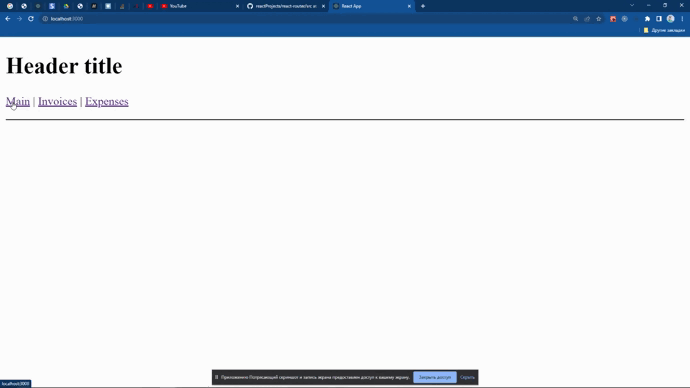 YouTube
reactProjects/react-router/src at
React App
localhost:3000
Другие закладки
Header title
Main | Invoices | Expenses
Приложению Потрясающий скриншот и запись экрана предоставлен доступ к вашему экрану.
Закрыть доступ
Скрыть
localhost:3000